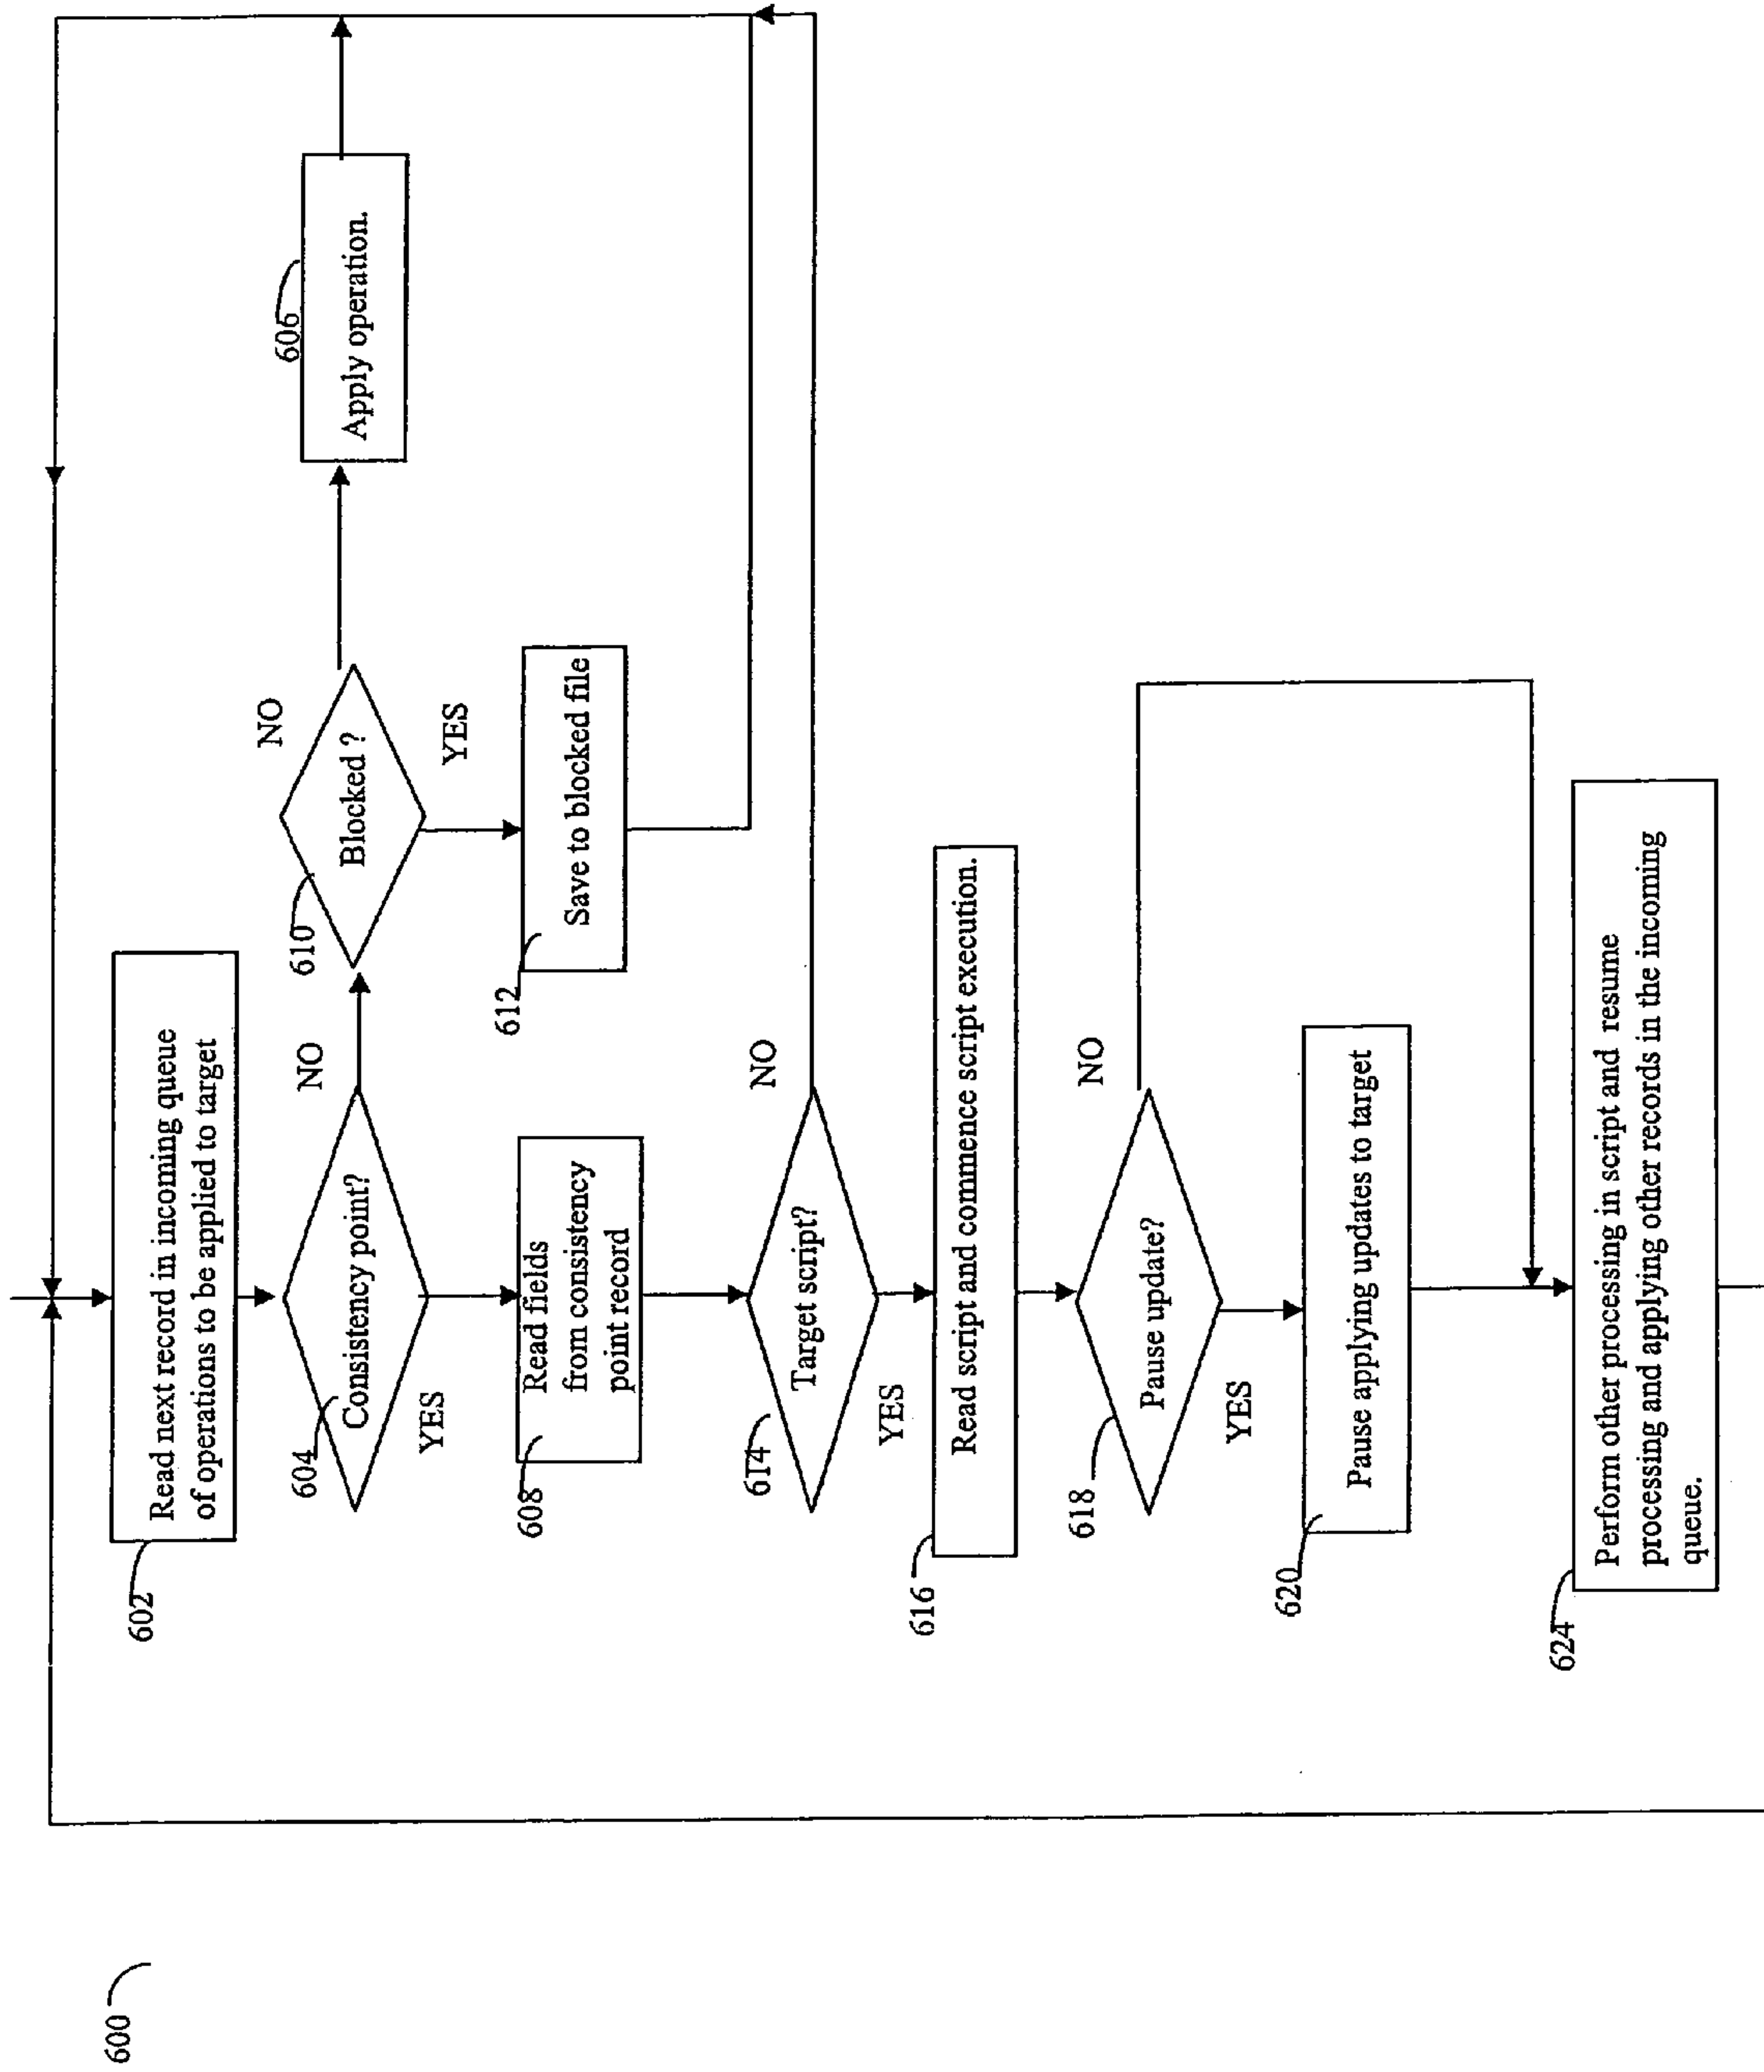 600
602
Read next record in incoming queue
of operations to be applied to target
604
Consistency point?
NO
YES
610
Blocked ?
NO
YES
606
Apply operation.
608
Read fields
from consistency
point record
612
Save to blocked file
614
Target script?
NO
YES
616
Read script and commence script execution.
618
Pause update?
NO
YES
620
Pause applying updates to target
624
Perform other processing in script and resume
processing and applying other records in the incoming
queue.